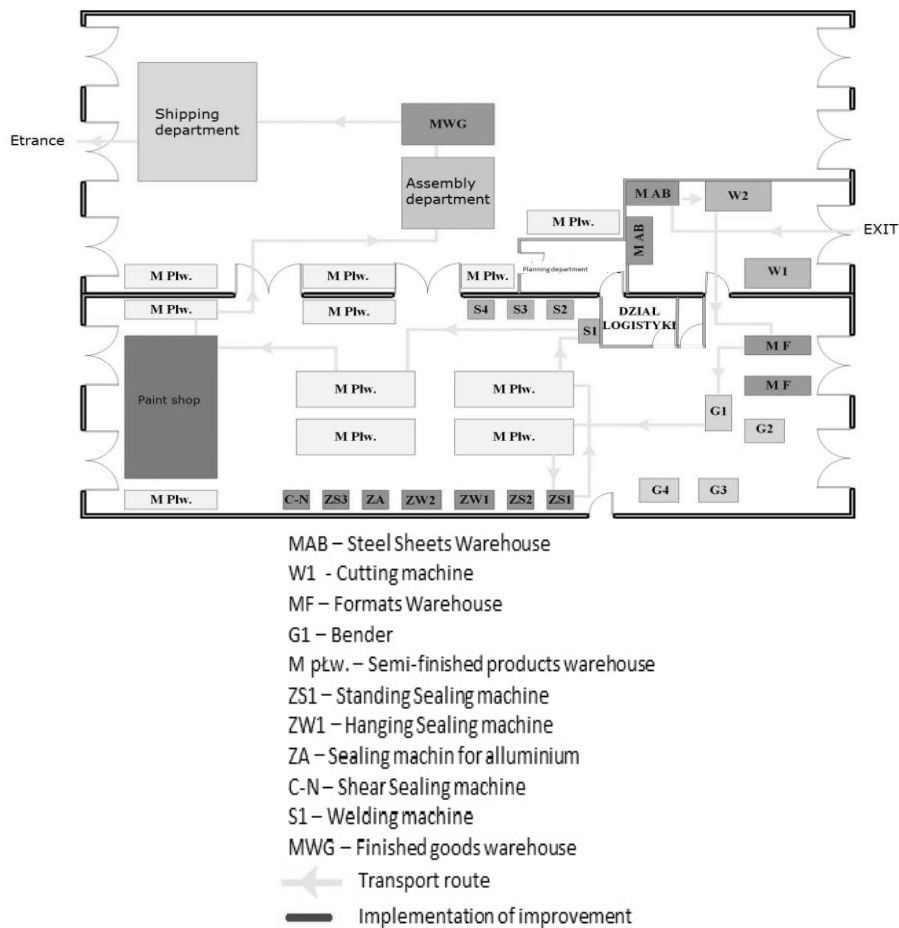 Shipping
department
MWG
Etrance
Assembly
department
M AB
W2
M AB
M Plw.
EXIT
Planning department
W1
M Plw.
M Plw.
M Plw.
M Plw.
M Plw.
S4
S3
S2
S1
DZIAŁ
LOGISTYKI
M F
Paint shop
M Plw.
M Plw.
M F
G1
G2
M Plw.
M Plw.
G4
G3
M Plw.
C-N
ZS3
ZA
ZW2
ZW1
ZS2
ZS1
MAB – Steel Sheets Warehouse
W1 - Cutting machine
MF – Formats Warehouse
G1 – Bender
M pŁw. – Semi-finished products warehouse
ZS1 – Standing Sealing machine
ZW1 – Hanging Sealing machine
ZA – Sealing machin for alluminium
C-N – Shear Sealing machine
S1 – Welding machine
MWG – Finished goods warehouse
Transport route
Implementation of improvement